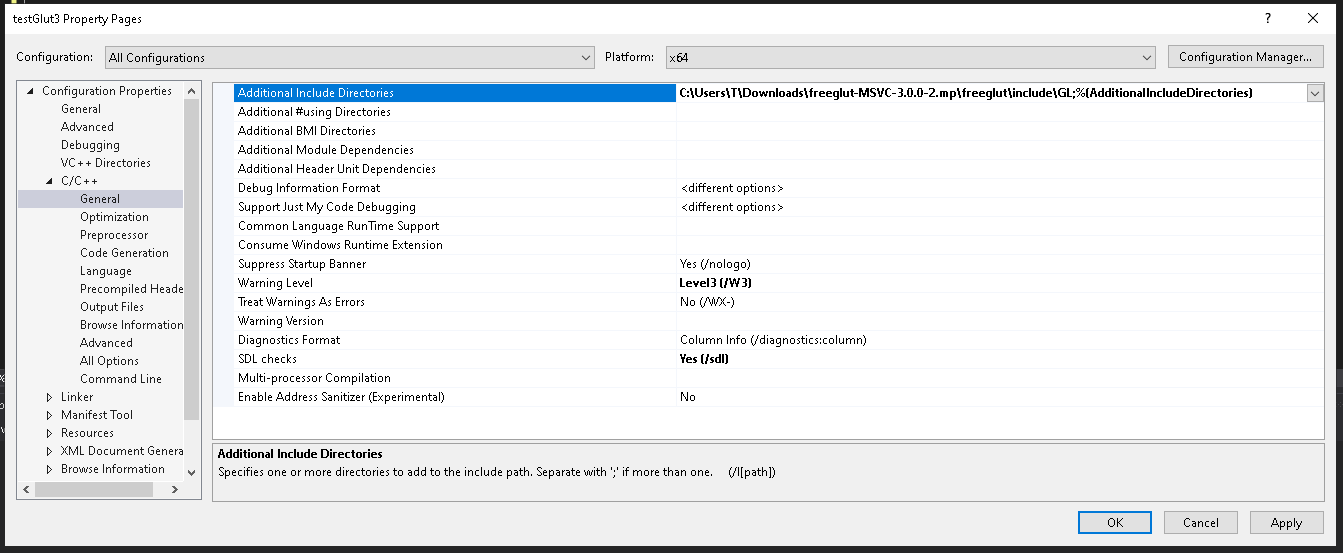 testGlut3 Property Pages
Configuration: All Configurations Platform: x64 Configuration Manager...
Configuration Properties
General
Advanced
Debugging
VC++ Directories
C/C++
General
Optimization
Preprocessor
Code Generation
Language
Precompiled Heade
Output Files
Browse Information
Advanced
All Options
Command Line
Linker
Manifest Tool
Resources
XML Document Genera
Browse Information
Additional Include Directories C:\Users\T\Downloads\freeglut-MSVC-3.0.0-2.mp\freeglut\include\GL;%(AdditionalIncludeDirectories)
Additional #using Directories
Additional BMI Directories
Additional Module Dependencies
Additional Header Unit Dependencies
Debug Information Format <different options>
Support Just My Code Debugging <different options>
Common Language RunTime Support
Consume Windows Runtime Extension
Suppress Startup Banner Yes (/nologo)
Warning Level Level3 (/W3)
Treat Warnings As Errors No (/WX-)
Warning Version
Diagnostics Format Column Info (/diagnostics:column)
SDL checks Yes (/sdl)
Multi-processor Compilation
Enable Address Sanitizer (Experimental) No
Additional Include Directories
Specifies one or more directories to add to the include path. Separate with ';' if more than one. (/I[path])
OK Cancel Apply